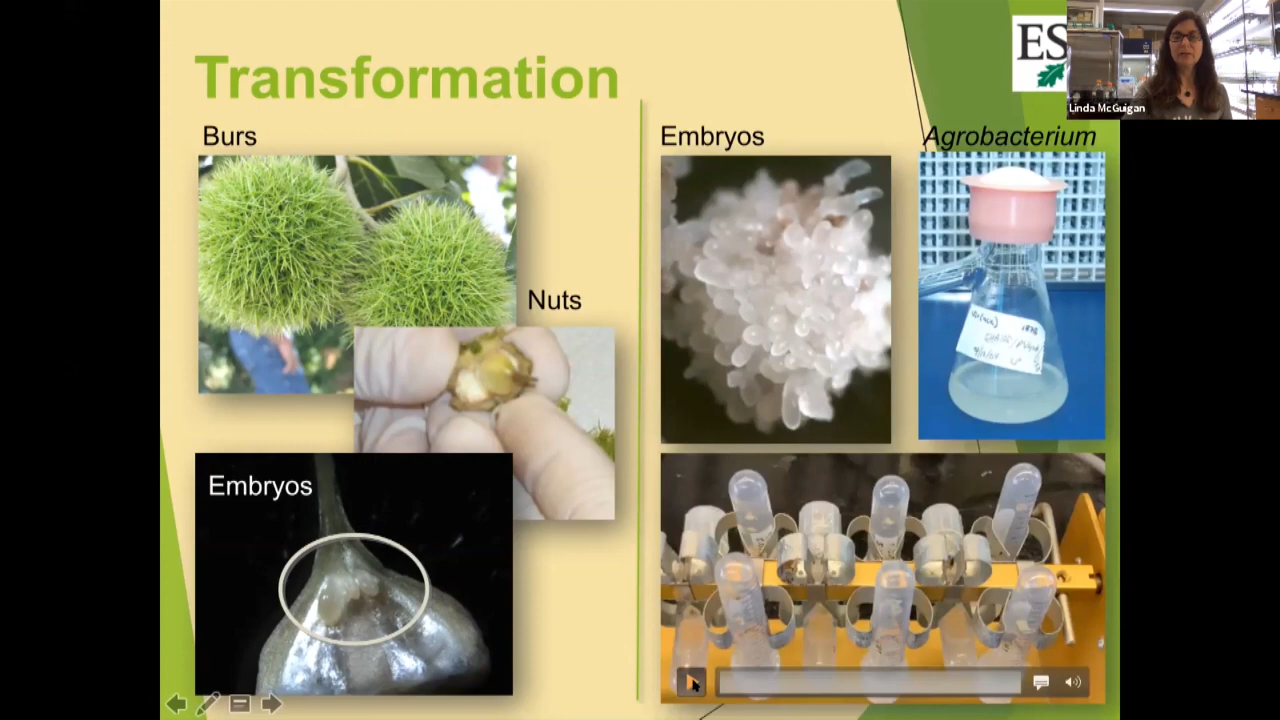 Transformation
ES
Linda McGuigan
Burs
Embryos
Agrobacterium
Nuts
Embryos